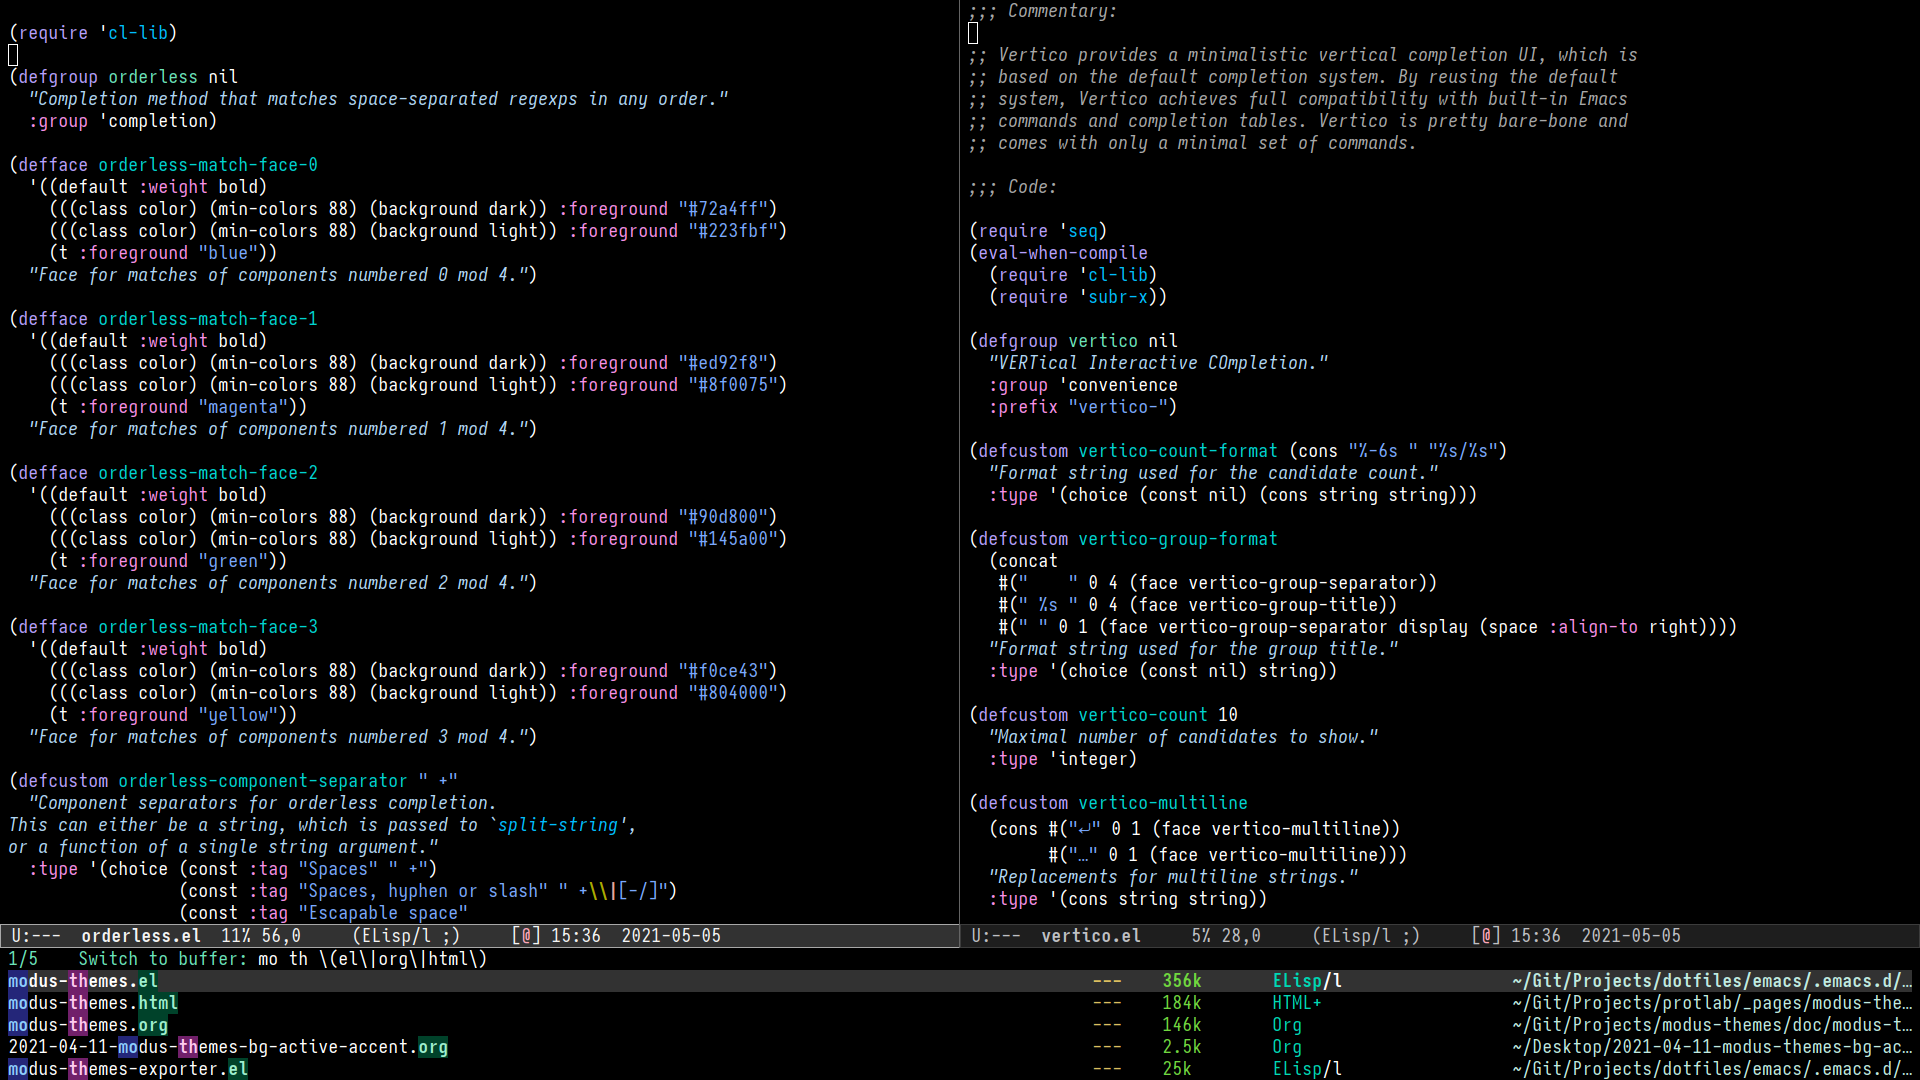 (require 'cl-lib)
(defgroup orderless nil
  "Completion method that matches space-separated regexps in any order."
  :group 'completion)
(defface orderless-match-face-0
  '((default :weight bold)
    (((class color) (min-colors 88) (background dark)) :foreground "#72a4ff")
    (((class color) (min-colors 88) (background light)) :foreground "#223fbf")
    (t :foreground "blue"))
  "Face for matches of components numbered 0 mod 4.")
(defface orderless-match-face-1
  '((default :weight bold)
    (((class color) (min-colors 88) (background dark)) :foreground "#ed92f8")
    (((class color) (min-colors 88) (background light)) :foreground "#8f0075")
    (t :foreground "magenta"))
  "Face for matches of components numbered 1 mod 4.")
(defface orderless-match-face-2
  '((default :weight bold)
    (((class color) (min-colors 88) (background dark)) :foreground "#90d800")
    (((class color) (min-colors 88) (background light)) :foreground "#145a00")
    (t :foreground "green"))
  "Face for matches of components numbered 2 mod 4.")
(defface orderless-match-face-3
  '((default :weight bold)
    (((class color) (min-colors 88) (background dark)) :foreground "#f0ce43")
    (((class color) (min-colors 88) (background light)) :foreground "#804000")
    (t :foreground "yellow"))
  "Face for matches of components numbered 3 mod 4.")
(defcustom orderless-component-separator " +"
  "Component separators for orderless completion.
This can either be a string, which is passed to `split-string',
or a function of a single string argument."
  :type '(choice (const :tag "Spaces" " +")
                 (const :tag "Spaces, hyphen or slash" " +\\|[-/]")
                 (const :tag "Escapable space"
U:---  orderless.el  11% 56,0     (ELisp/l ;)     [@] 15:36  2021-05-05
;;; Commentary:
;; Vertico provides a minimalistic vertical completion UI, which is
;; based on the default completion system. By reusing the default
;; system, Vertico achieves full compatibility with built-in Emacs
;; commands and completion tables. Vertico is pretty bare-bone and
;; comes with only a minimal set of commands.
;;; Code:
(require 'seq)
(eval-when-compile
  (require 'cl-lib)
  (require 'subr-x))
(defgroup vertico nil
  "VERTical Interactive COmpletion."
  :group 'convenience
  :prefix "vertico-")
(defcustom vertico-count-format (cons "%-6s " "%s/%s")
  "Format string used for the candidate count."
  :type '(choice (const nil) (cons string string)))
(defcustom vertico-group-format
  (concat
   #("    " 0 4 (face vertico-group-separator))
   #(" %s " 0 4 (face vertico-group-title))
   #(" " 0 1 (face vertico-group-separator display (space :align-to right))))
  "Format string used for the group title."
  :type '(choice (const nil) string))
(defcustom vertico-count 10
  "Maximal number of candidates to show."
  :type 'integer)
(defcustom vertico-multiline
  (cons #("↵" 0 1 (face vertico-multiline))
        #("…" 0 1 (face vertico-multiline)))
  "Replacements for multiline strings."
  :type '(cons string string))
U:---  vertico.el     5% 28,0     (ELisp/l ;)     [@] 15:36  2021-05-05
1/5    Switch to buffer: mo th \(el\|org\|html\)
modus-themes.el  ---  356k  ELisp/l  ~/Git/Projects/dotfiles/emacs/.emacs.d/…
modus-themes.html  ---  184k  HTML+  ~/Git/Projects/protlab/_pages/modus-the…
modus-themes.org  ---  146k  Org  ~/Git/Projects/modus-themes/doc/modus-t…
2021-04-11-modus-themes-bg-active-accent.org  ---  2.5k  Org  ~/Desktop/2021-04-11-modus-themes-bg-ac…
modus-themes-exporter.el  ---  25k  ELisp/l  ~/Git/Projects/dotfiles/emacs/.emacs.d/…